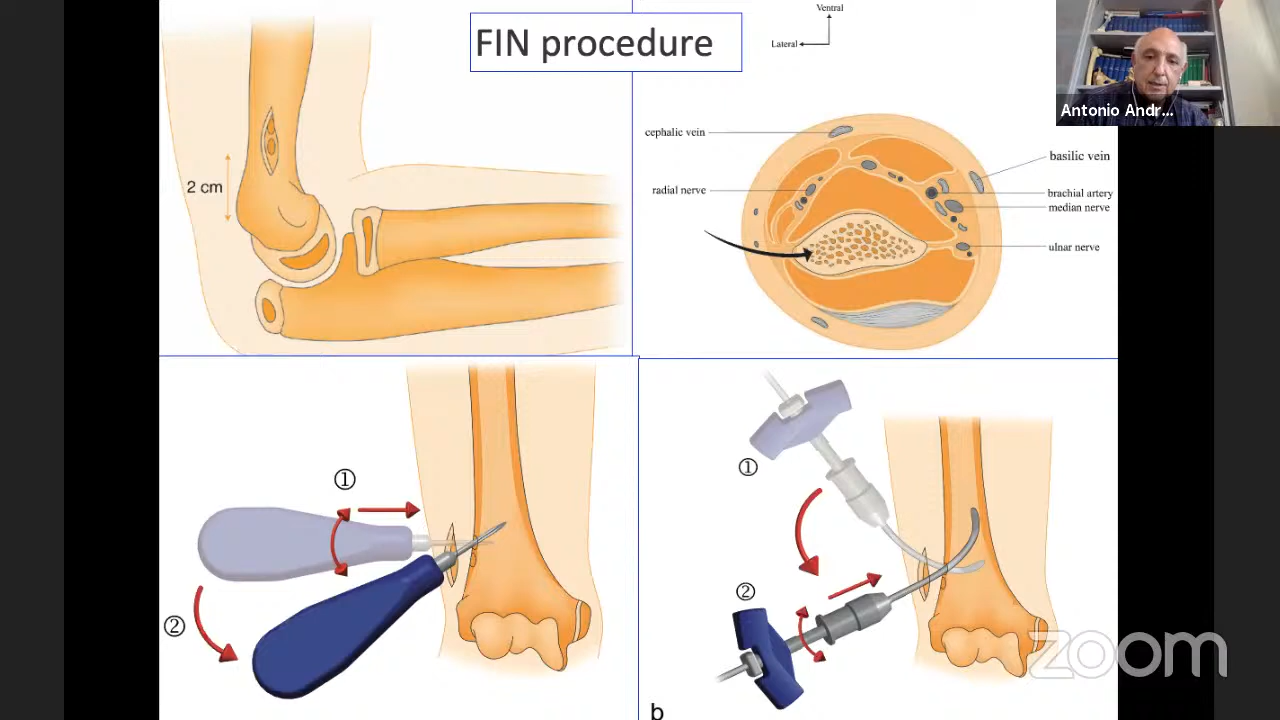 FIN procedure
Ventral
Lateral
Antonio Andr...
2 cm
cephalic vein
radial nerve
basilic vein
brachial artery
median nerve
ulnar nerve
①
②
①
②
b
zoom